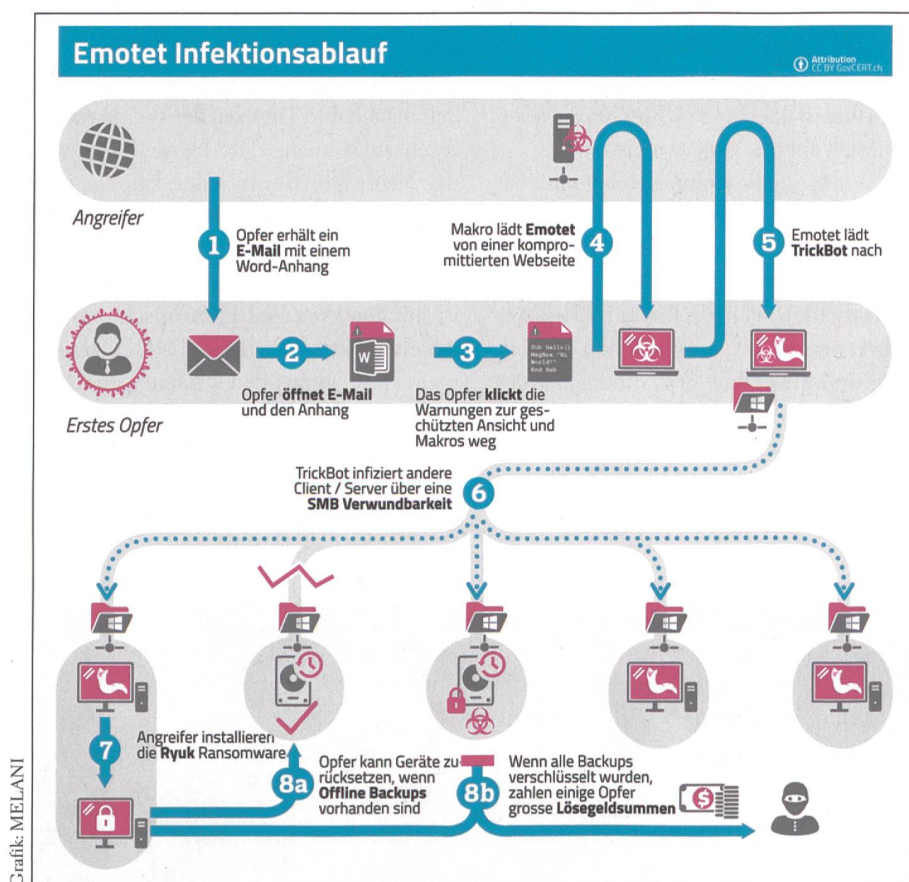 Emotet Infektionsablauf
Attribution
CC BY GovCERT.ch
Angreifer
1
Opfer erhält ein
E-Mail mit einem
Word-Anhang
Makro lädt Emotet
von einer kompro-
mittierten Webseite
4
5
Emotet lädt
TrickBot nach
Erstes Opfer
2
Opfer öffnet E-Mail
und den Anhang
W
3
Das Opfer klickt die
Warnungen zur ges-
chützten Ansicht und
Makros weg
Sub hello()
MsgBox "Hi
World!"
End Sub
TrickBot infiziert andere
Client / Server über eine
SMB Verwundbarkeit
6
7
Angreifer installieren
die Ryuk Ransomware
8a
Opfer kann Geräte zu-
rücksetzen, wenn
Offline Backups
vorhanden sind
8b
Wenn alle Backups
verschlüsselt wurden,
zahlen einige Opfer
grosse Lösegeldsummen
$
Grafik: MELANI